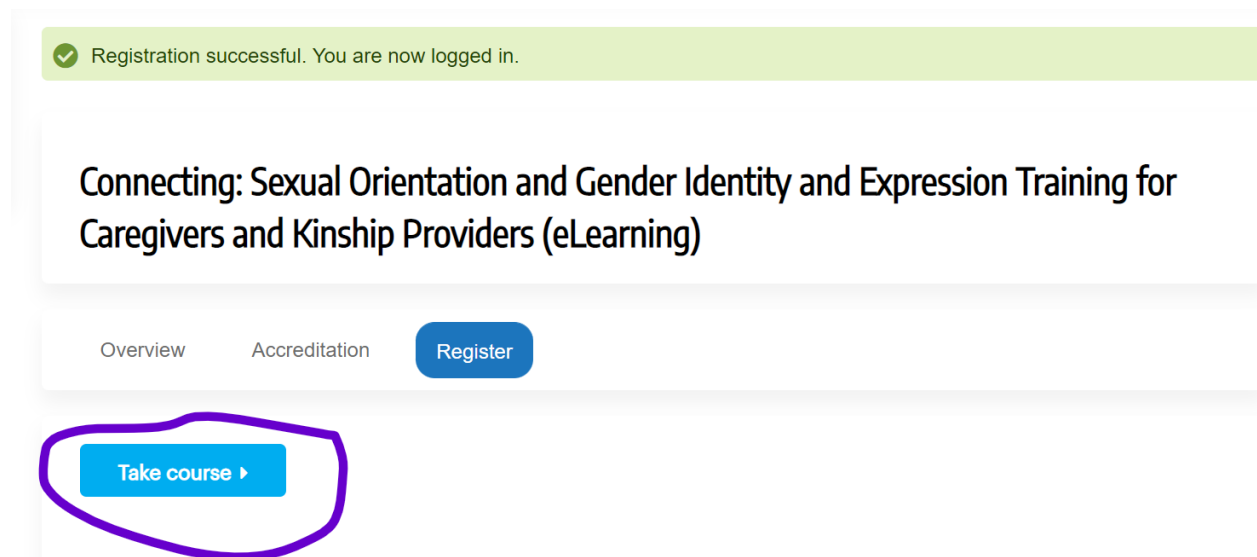 Registration successful. You are now logged in.
Connecting: Sexual Orientation and Gender Identity and Expression Training for
Caregivers and Kinship Providers (eLearning)
Overview Accreditation Register
Take course